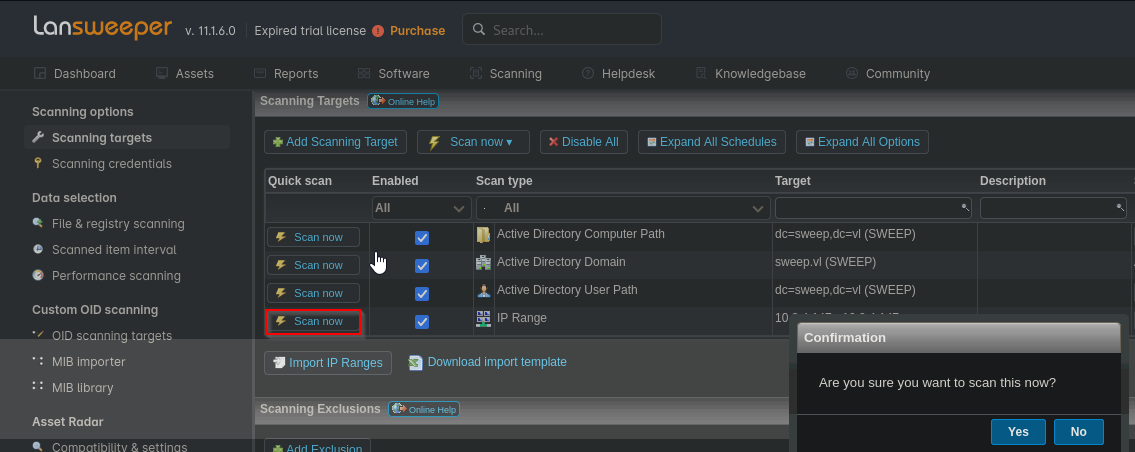 lansweeper v. 11.1.6.0 Expired trial license Purchase Search...
Dashboard Assets Reports Software Scanning Helpdesk Knowledgebase Community
Scanning options
Scanning targets
Scanning credentials
Data selection
File & registry scanning
Scanned item interval
Performance scanning
Custom OID scanning
OID scanning targets
MIB importer
MIB library
Asset Radar
Compatibility & settings
Scanning Targets Online Help
Add Scanning Target Scan now ▾ Disable All Expand All Schedules Expand All Options
Quick scan Enabled Scan type Target Description
All All
Scan now Active Directory Computer Path dc=sweep,dc=vl (SWEEP)
Scan now Active Directory Domain sweep.vl (SWEEP)
Scan now Active Directory User Path dc=sweep,dc=vl (SWEEP)
Scan now IP Range
Import IP Ranges Download import template
Scanning Exclusions Online Help
Add Exclusion
Confirmation
Are you sure you want to scan this now?
Yes No